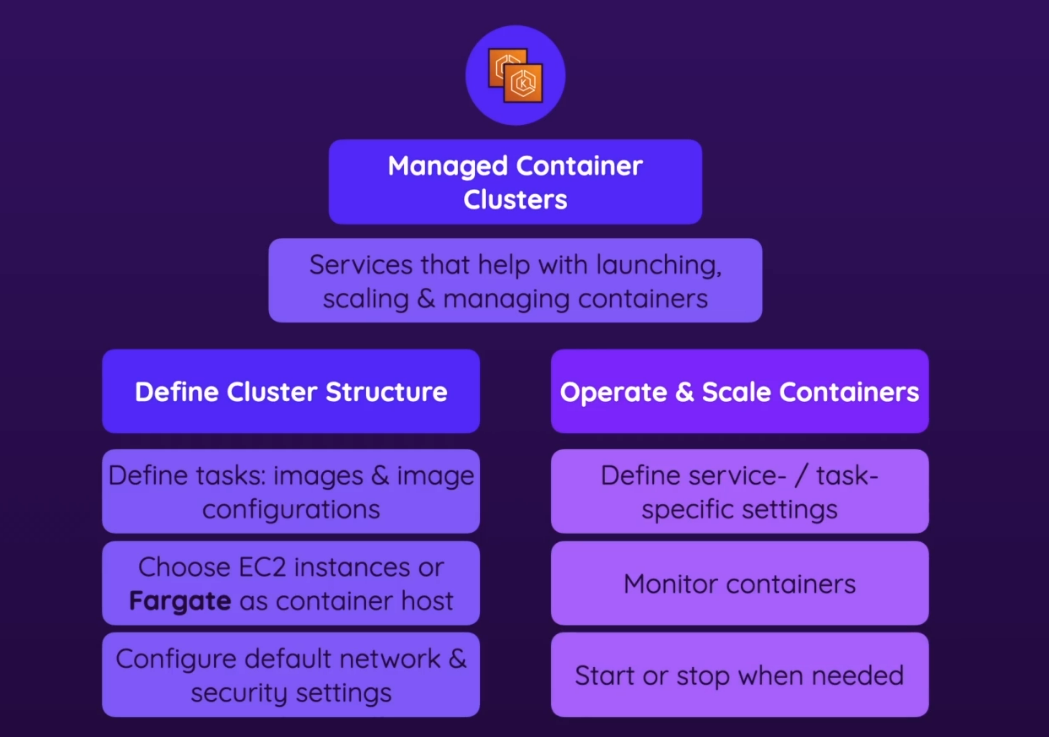 Managed Container
Clusters
Services that help with launching,
scaling & managing containers
Define Cluster Structure
Define tasks: images & image
configurations
Choose EC2 instances or
Fargate as container host
Configure default network &
security settings
Operate & Scale Containers
Define service- / task-
specific settings
Monitor containers
Start or stop when needed